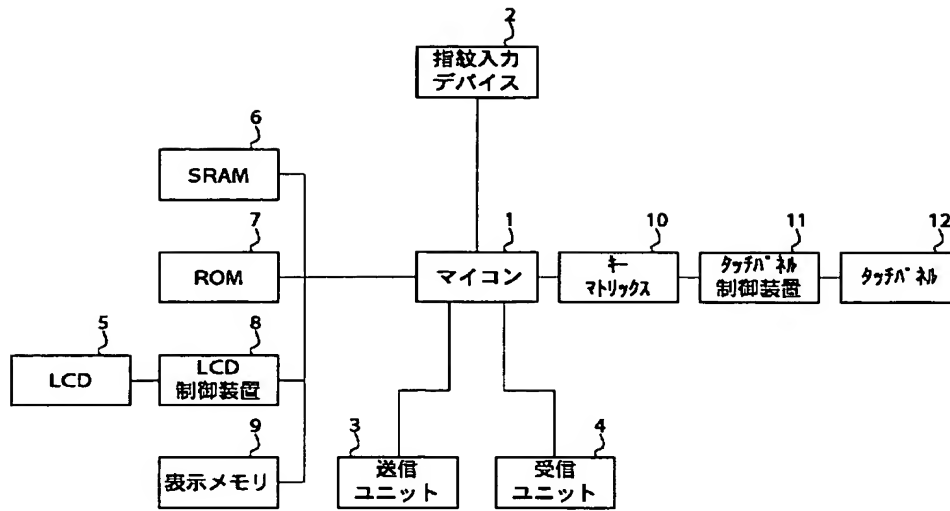 2
指紋入力
デバイス
6
SRAM
7
ROM
1
マイコン
10
キー
マトリックス
11
タッチパネル
制御装置
12
タッチパネル
5
LCD
8
LCD
制御装置
9
表示メモリ
3
送信
ユニット
4
受信
ユニット